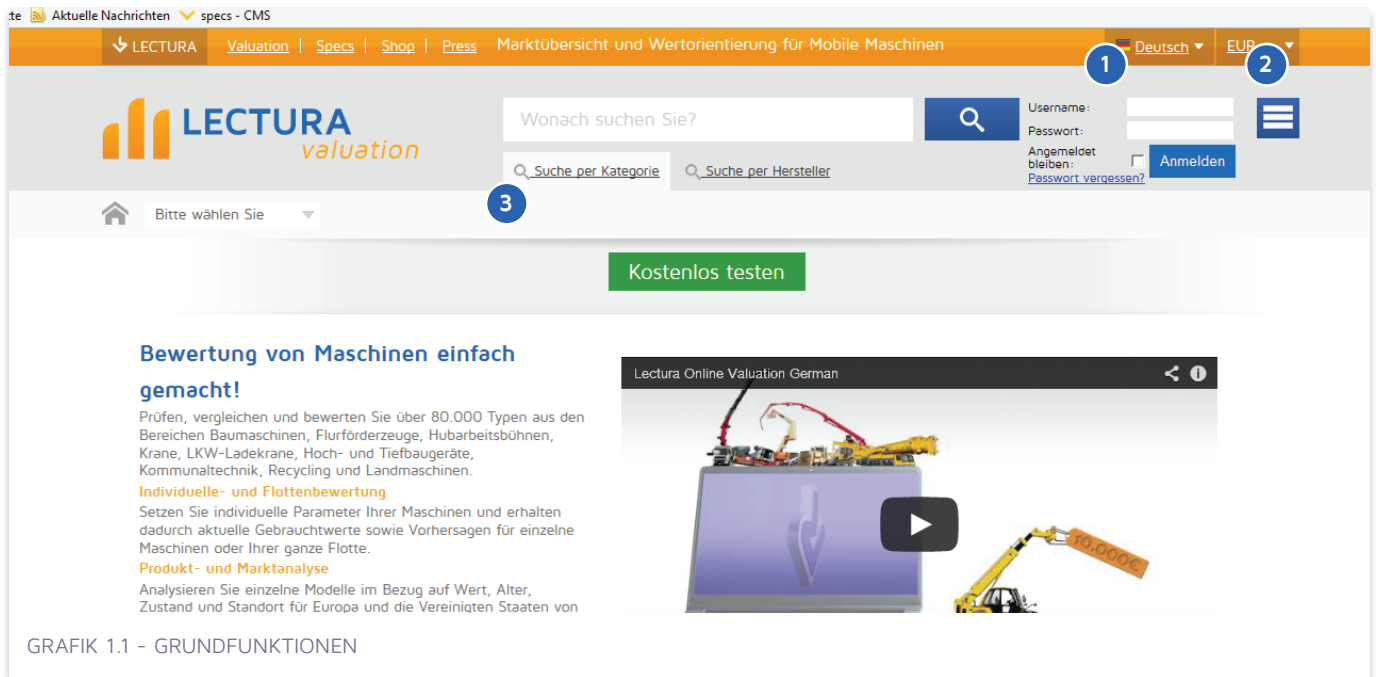 te Aktuelle Nachrichten specs - CMS
LECTURA Valuation | Specs | Shop | Press Marktübersicht und Wertorientierung für Mobile Maschinen Deutsch EUR
1
2
LECTURA
valuation
Wonach suchen Sie?
Username:
Passwort:
Angemeldet
bleiben:
Anmelden
Passwort vergessen?
Suche per Kategorie Suche per Hersteller
3
Bitte wählen Sie
Kostenlos testen
Bewertung von Maschinen einfach
gemacht!
Prüfen, vergleichen und bewerten Sie über 80.000 Typen aus den
Bereichen Baumaschinen, Flurförderzeuge, Hubarbeitsbühnen,
Krane, LKW-Ladekrane, Hoch- und Tiefbaugeräte,
Kommunaltechnik, Recycling und Landmaschinen.
Individuelle- und Flottenbewertung
Setzen Sie individuelle Parameter Ihrer Maschinen und erhalten
dadurch aktuelle Gebrauchtwerte sowie Vorhersagen für einzelne
Maschinen oder Ihrer ganze Flotte.
Produkt- und Marktanalyse
Analysieren Sie einzelne Modelle im Bezug auf Wert, Alter,
Zustand und Standort für Europa und die Vereinigten Staaten von
Lectura Online Valuation German
10.000€
GRAFIK 1.1 - GRUNDFUNKTIONEN